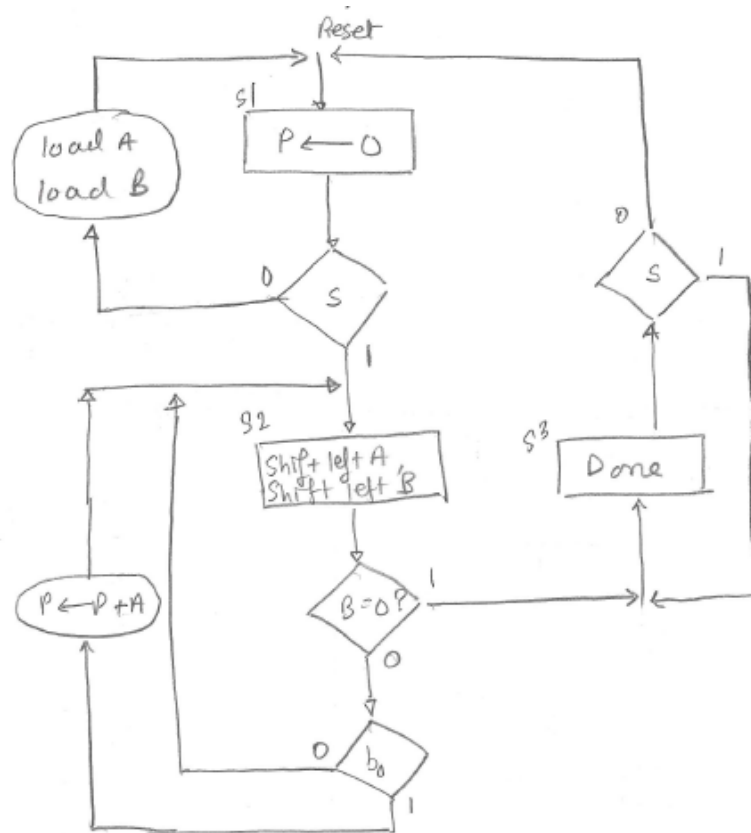 Reset
S1
P ← 0
load A
load B
0
S
1
0
S
1
S2
Shift left A,
Shift left B
S3
Done
B=0?
1
0
P ← P + A
0
b0
1